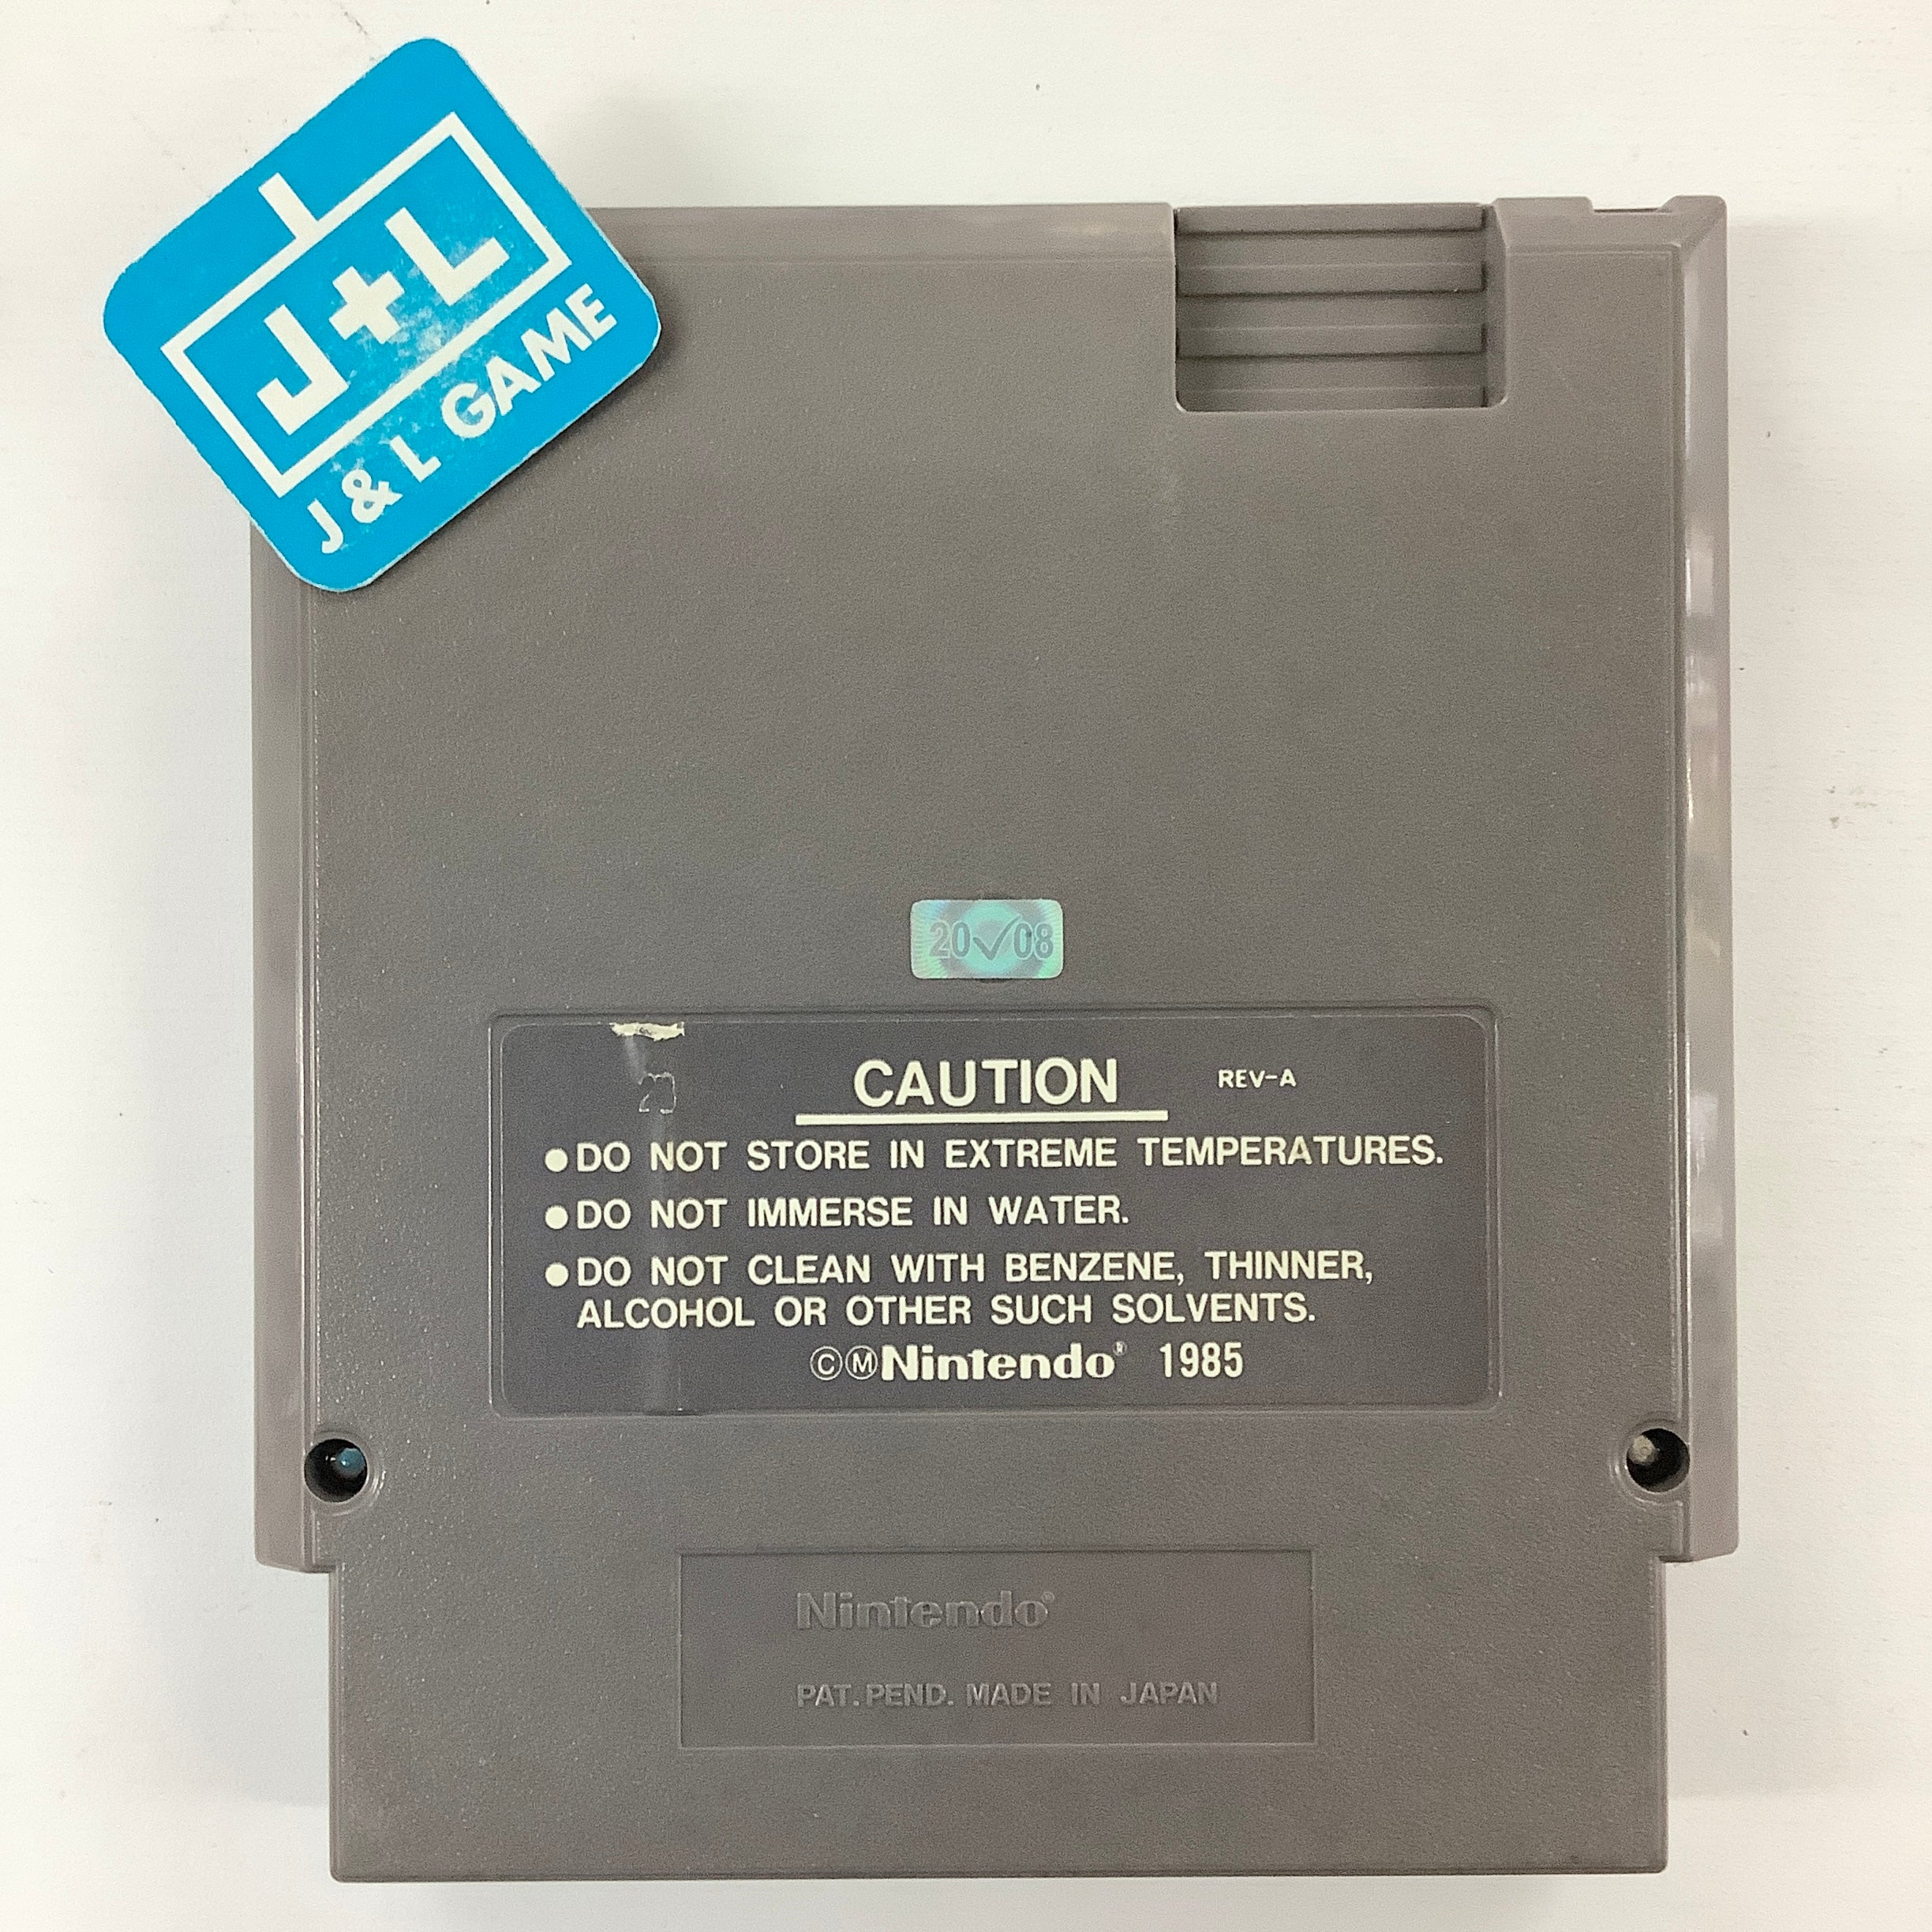 J+L
J & L GAME
20✓08
CAUTION REV-A
●DO NOT STORE IN EXTREME TEMPERATURES.
●DO NOT IMMERSE IN WATER.
●DO NOT CLEAN WITH BENZENE, THINNER,
ALCOHOL OR OTHER SUCH SOLVENTS.
ⒸⓂNintendo® 1985
Nintendo®
PAT. PEND. MADE IN JAPAN